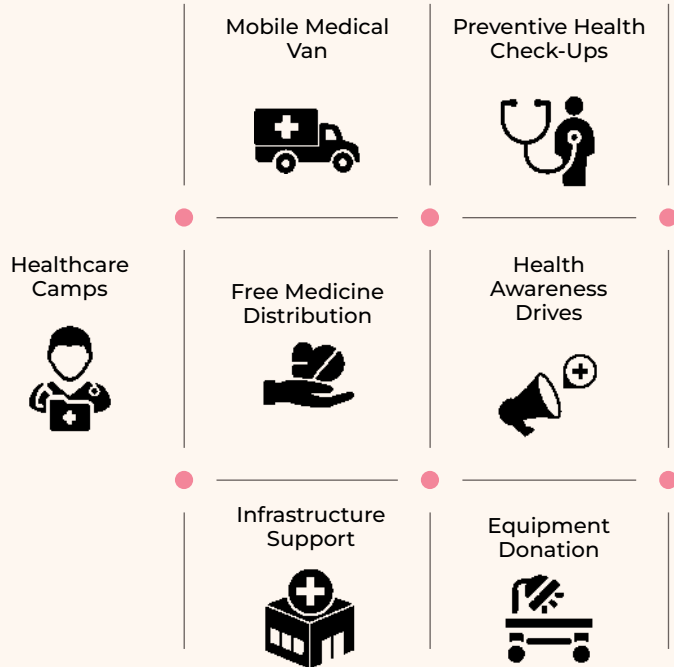 Mobile Medical
Van
Preventive Health
Check-Ups
Healthcare
Camps
Free Medicine
Distribution
Health
Awareness
Drives
Infrastructure
Support
Equipment
Donation